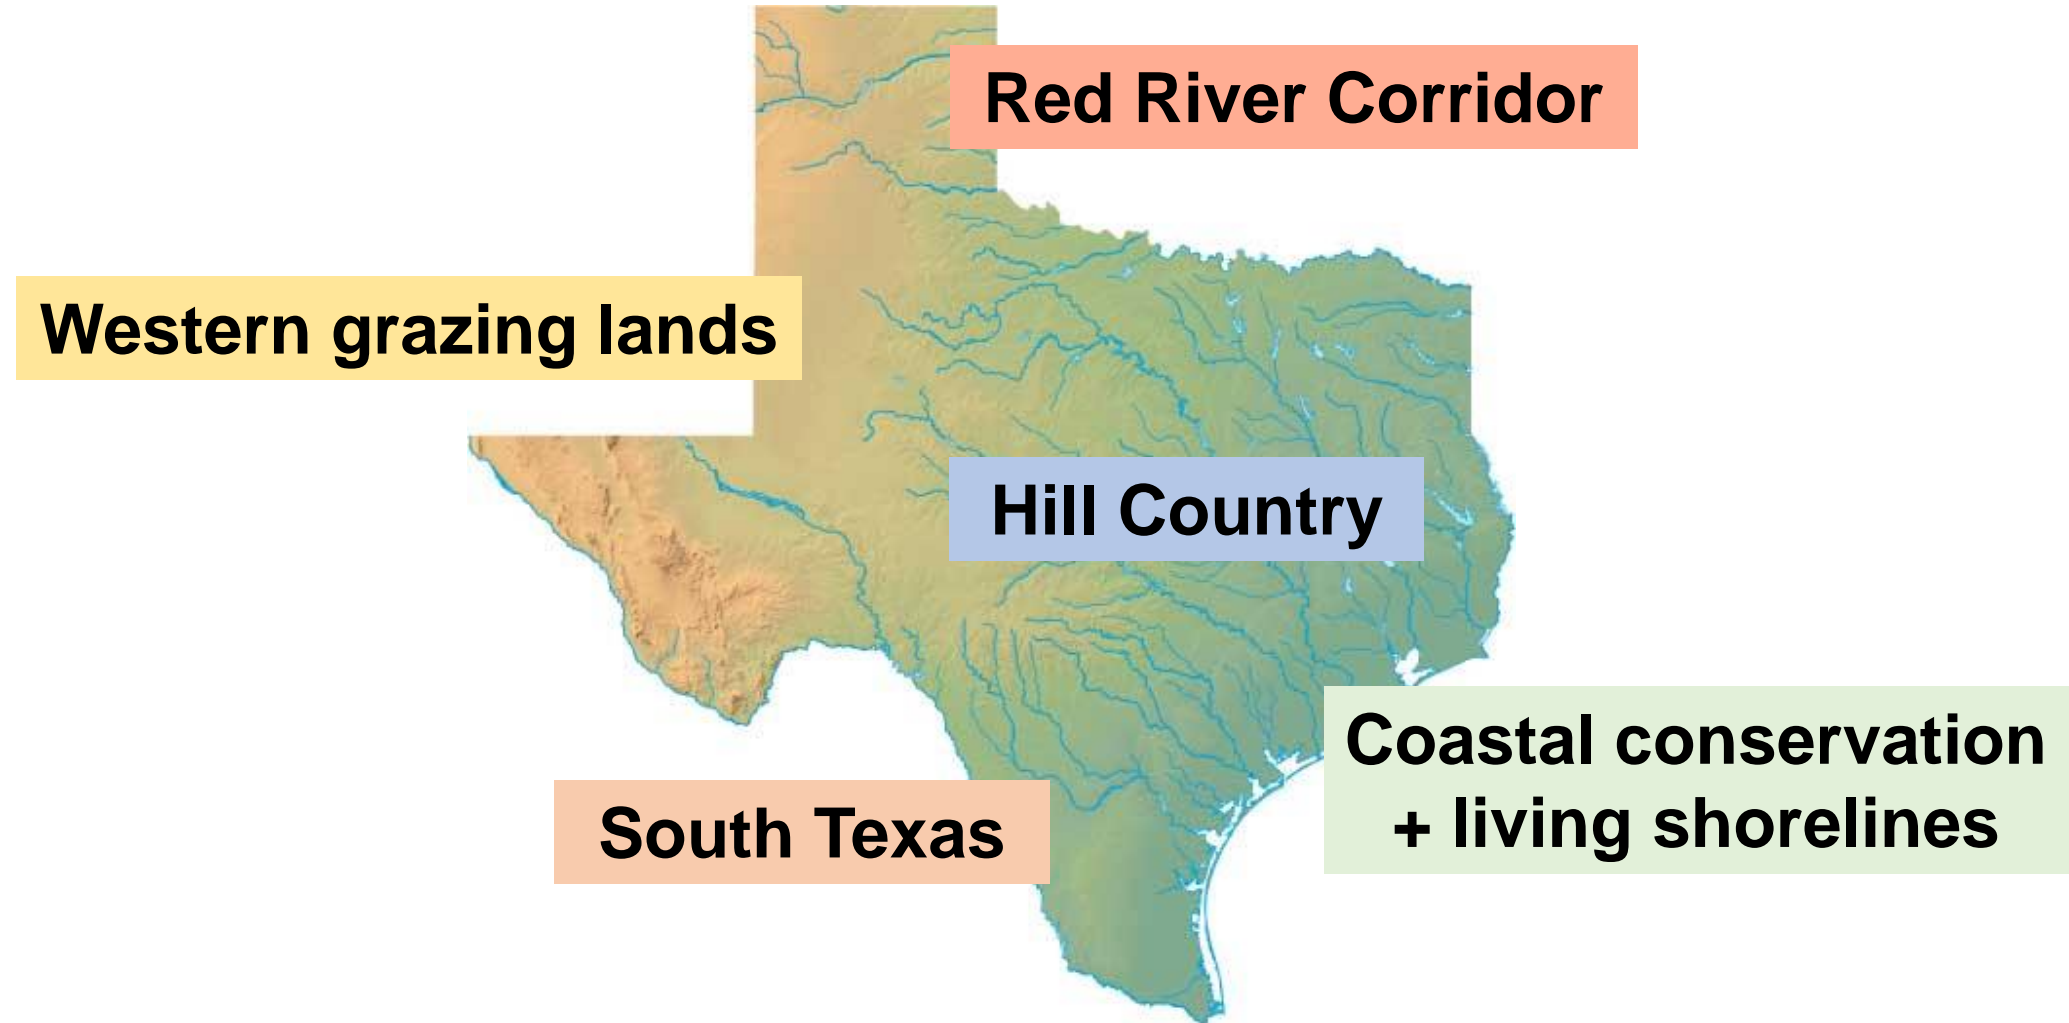 Red River Corridor
Western grazing lands
Hill Country
Coastal conservation
+ living shorelines
South Texas